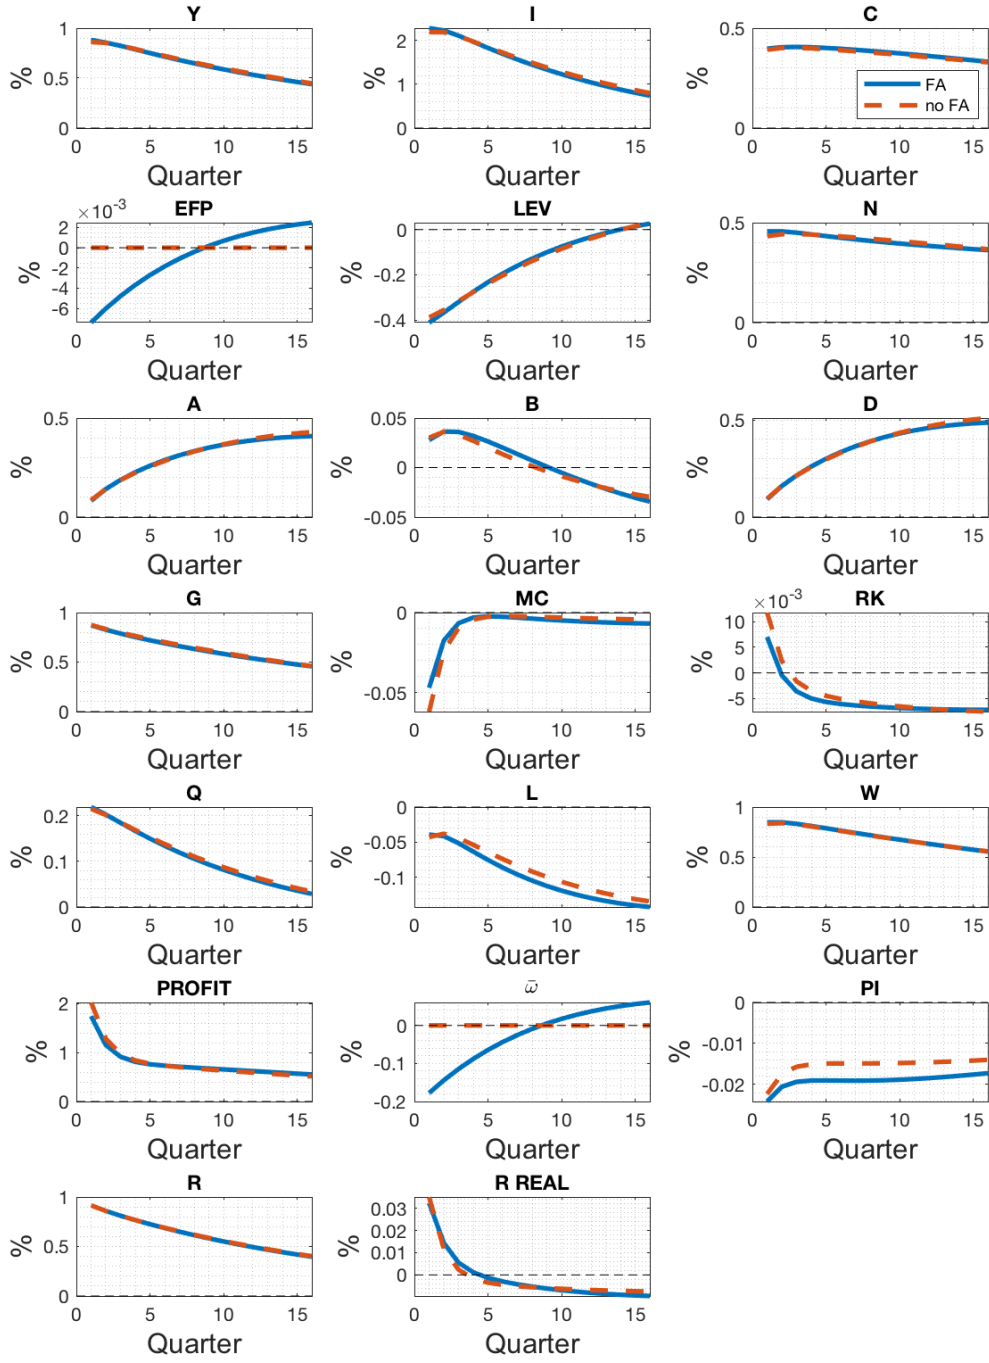 Y
I
C
1
0.5
0
%
0 5 10 15
Quarter
2
1
0
%
0 5 10 15
Quarter
0.5
0
%
FA
no FA
0 5 10 15
Quarter
EFP
LEV
N
×10⁻³
2
0
-2
-4
-6
%
0 5 10 15
Quarter
0
-0.2
-0.4
%
0 5 10 15
Quarter
0.5
0
%
0 5 10 15
Quarter
A
B
D
0.5
0
%
0 5 10 15
Quarter
0.05
0
-0.05
%
0 5 10 15
Quarter
0.5
0
%
0 5 10 15
Quarter
G
MC
RK
1
0.5
0
%
0 5 10 15
Quarter
0
-0.05
%
0 5 10 15
Quarter
×10⁻³
10
5
0
-5
%
0 5 10 15
Quarter
Q
L
W
0.2
0.1
0
%
0 5 10 15
Quarter
0
-0.05
-0.1
%
0 5 10 15
Quarter
1
0.5
0
%
0 5 10 15
Quarter
PROFIT
ω̄
PI
2
1
0
%
0 5 10 15
Quarter
0
-0.1
-0.2
%
0 5 10 15
Quarter
0
-0.01
-0.02
%
0 5 10 15
Quarter
R
R REAL
1
0.5
0
%
0 5 10 15
Quarter
0.03
0.02
0.01
0
%
0 5 10 15
Quarter